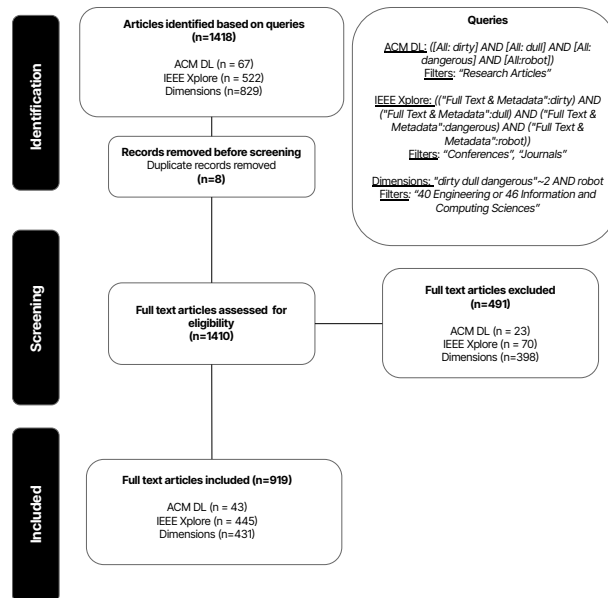 Identification
Articles identified based on queries
(n=1418)
ACM DL (n = 67)
IEEE Xplore (n = 522)
Dimensions (n=829)
Records removed before screening
Duplicate records removed
(n=8)
Queries
ACM DL: ([All: dirty] AND [All: dull] AND [All:
dangerous] AND [All:robot])
Filters: “Research Articles”
IEEE Xplore: (("Full Text & Metadata":dirty) AND
("Full Text & Metadata":dull) AND ("Full Text &
Metadata":dangerous) AND ("Full Text &
Metadata":robot))
Filters: “Conferences”, “Journals”
Dimensions: "dirty dull dangerous"~2 AND robot
Filters: “40 Engineering or 46 Information and
Computing Sciences”
Screening
Full text articles assessed for
eligibility
(n=1410)
Full text articles excluded
(n=491)
ACM DL (n = 23)
IEEE Xplore (n = 70)
Dimensions (n=398)
Included
Full text articles included (n=919)
ACM DL (n = 43)
IEEE Xplore (n = 445)
Dimensions (n=431)